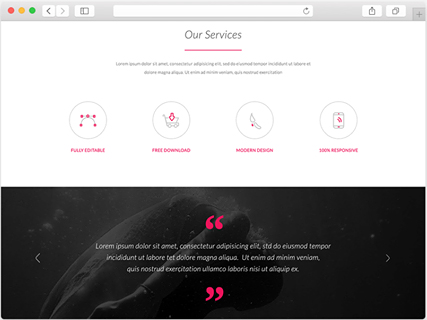 Our Services
Lorem ipsum dolor sit amet, consectetur adipisicing elit, sed do eiusmod tempor incididunt ut labore et
dolore magna aliqua. Ut enim ad minim veniam, quis nostrud exercitation
FULLY EDITABLE
FREE DOWNLOAD
MODERN DESIGN
100% RESPONSIVE
“
Lorem ipsum dolor sit amet, consectetur adipisicing elit, std do eiusmod tempor
incididunt ut labore tet dolore magna aliqua. Ut enim ad minim veniam,
quis nostrud exercitation ullamco laboris nisi ut aliquip ex.
”